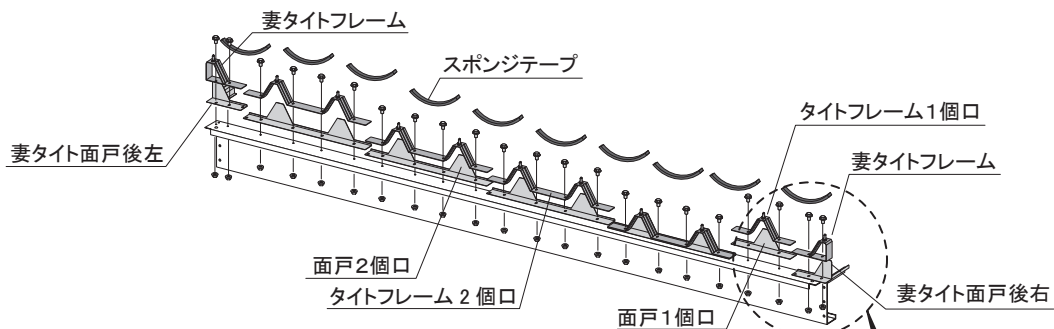 妻タイトフレーム
スポンジテープ
タイトフレーム1個口
妻タイト面戸後左
妻タイトフレーム
面戸2個口
タイトフレーム 2 個口
面戸1個口
妻タイト面戸後右